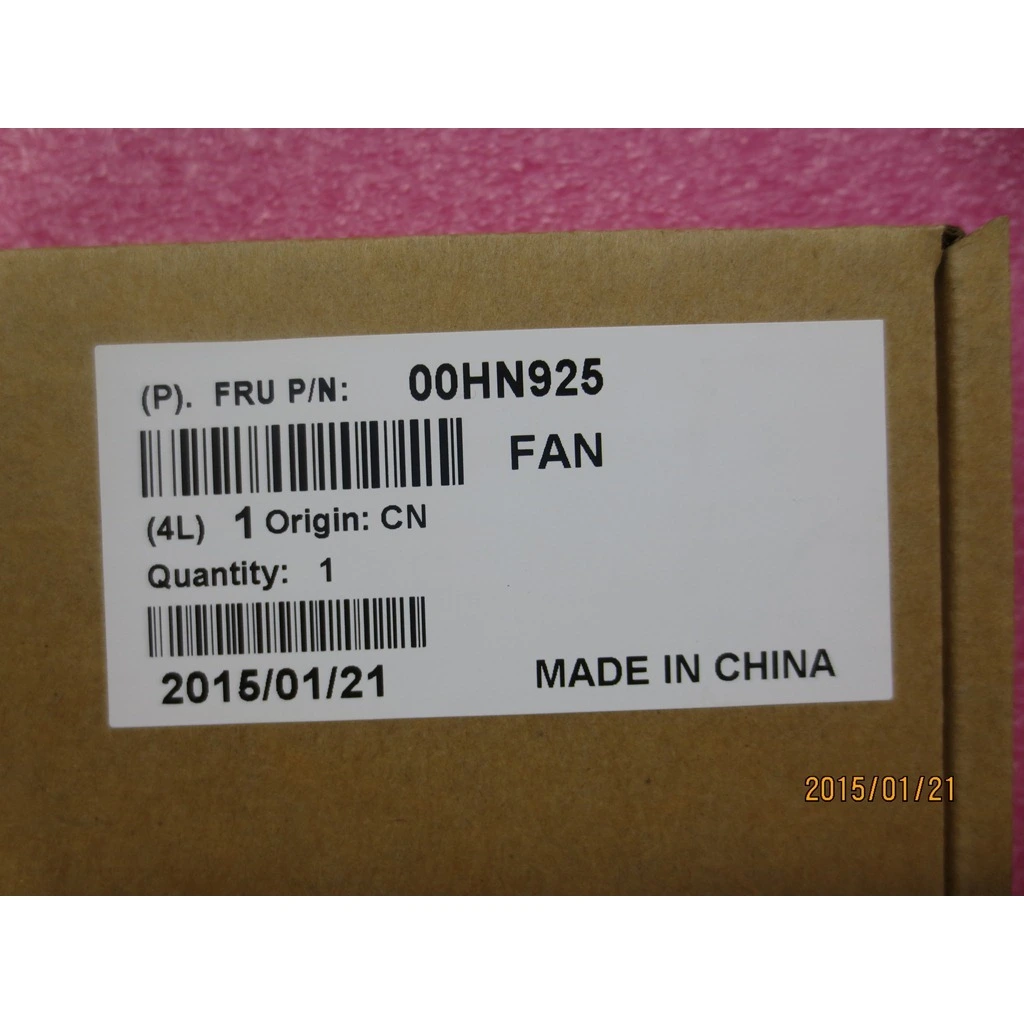 (P). FRU P/N: 00HN925
FAN
(4L) 1 Origin: CN
Quantity: 1
2015/01/21
MADE IN CHINA
2015/01/21